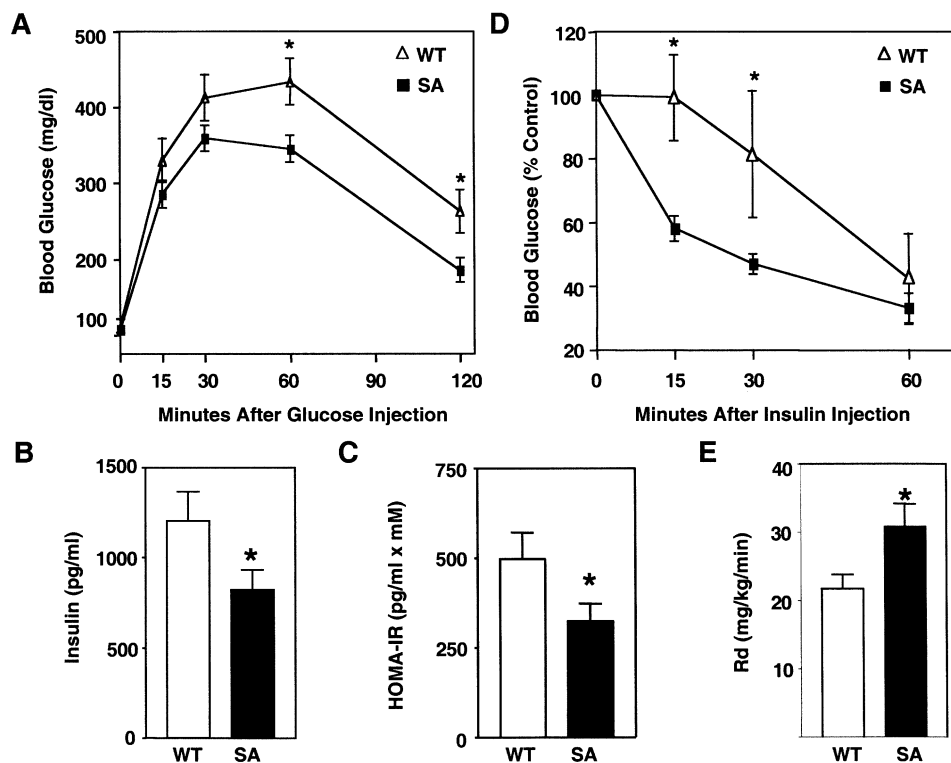 A
500
400
300
200
100
Blood Glucose (mg/dl)
WT
SA
*
*
0 15 30 60 90 120
Minutes After Glucose Injection
D
120
100
80
60
40
20
Blood Glucose (% Control)
WT
SA
*
*
0 15 30 60
Minutes After Insulin Injection
B
1500
1000
500
0
Insulin (pg/ml)
*
WT SA
C
750
500
250
0
HOMA-IR (pg/ml x mM)
*
WT SA
E
40
30
20
10
Rd (mg/kg/min)
*
WT SA